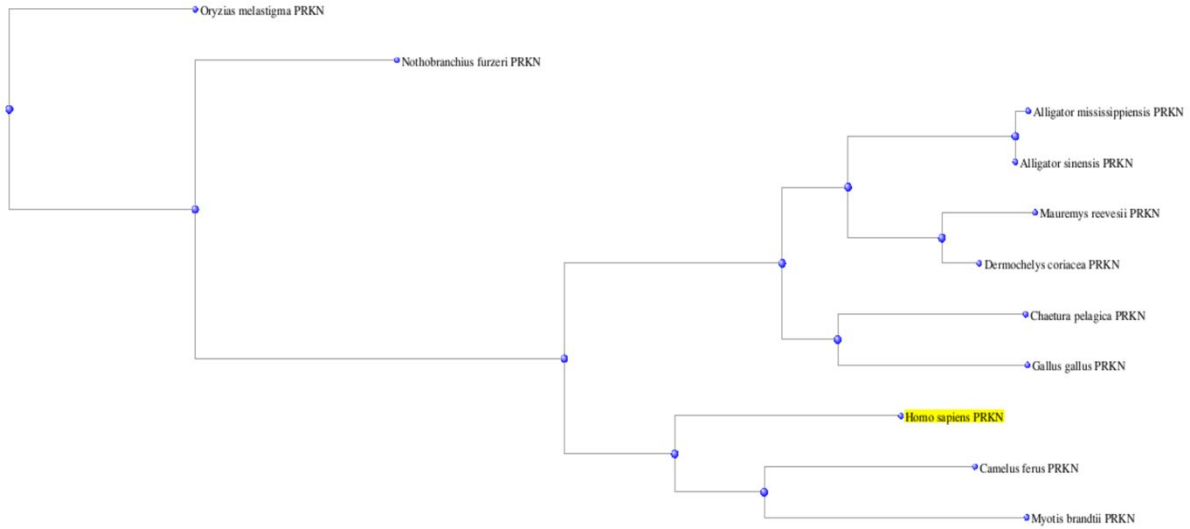 Oryzias melastigma PRKN
Nothobranchius furzeri PRKN
Alligator mississippiensis PRKN
Alligator sinensis PRKN
Mauremys reevesii PRKN
Dermochelys coriacea PRKN
Chaetura pelagica PRKN
Gallus gallus PRKN
Homo sapiens PRKN
Camelus ferus PRKN
Myotis brandtii PRKN